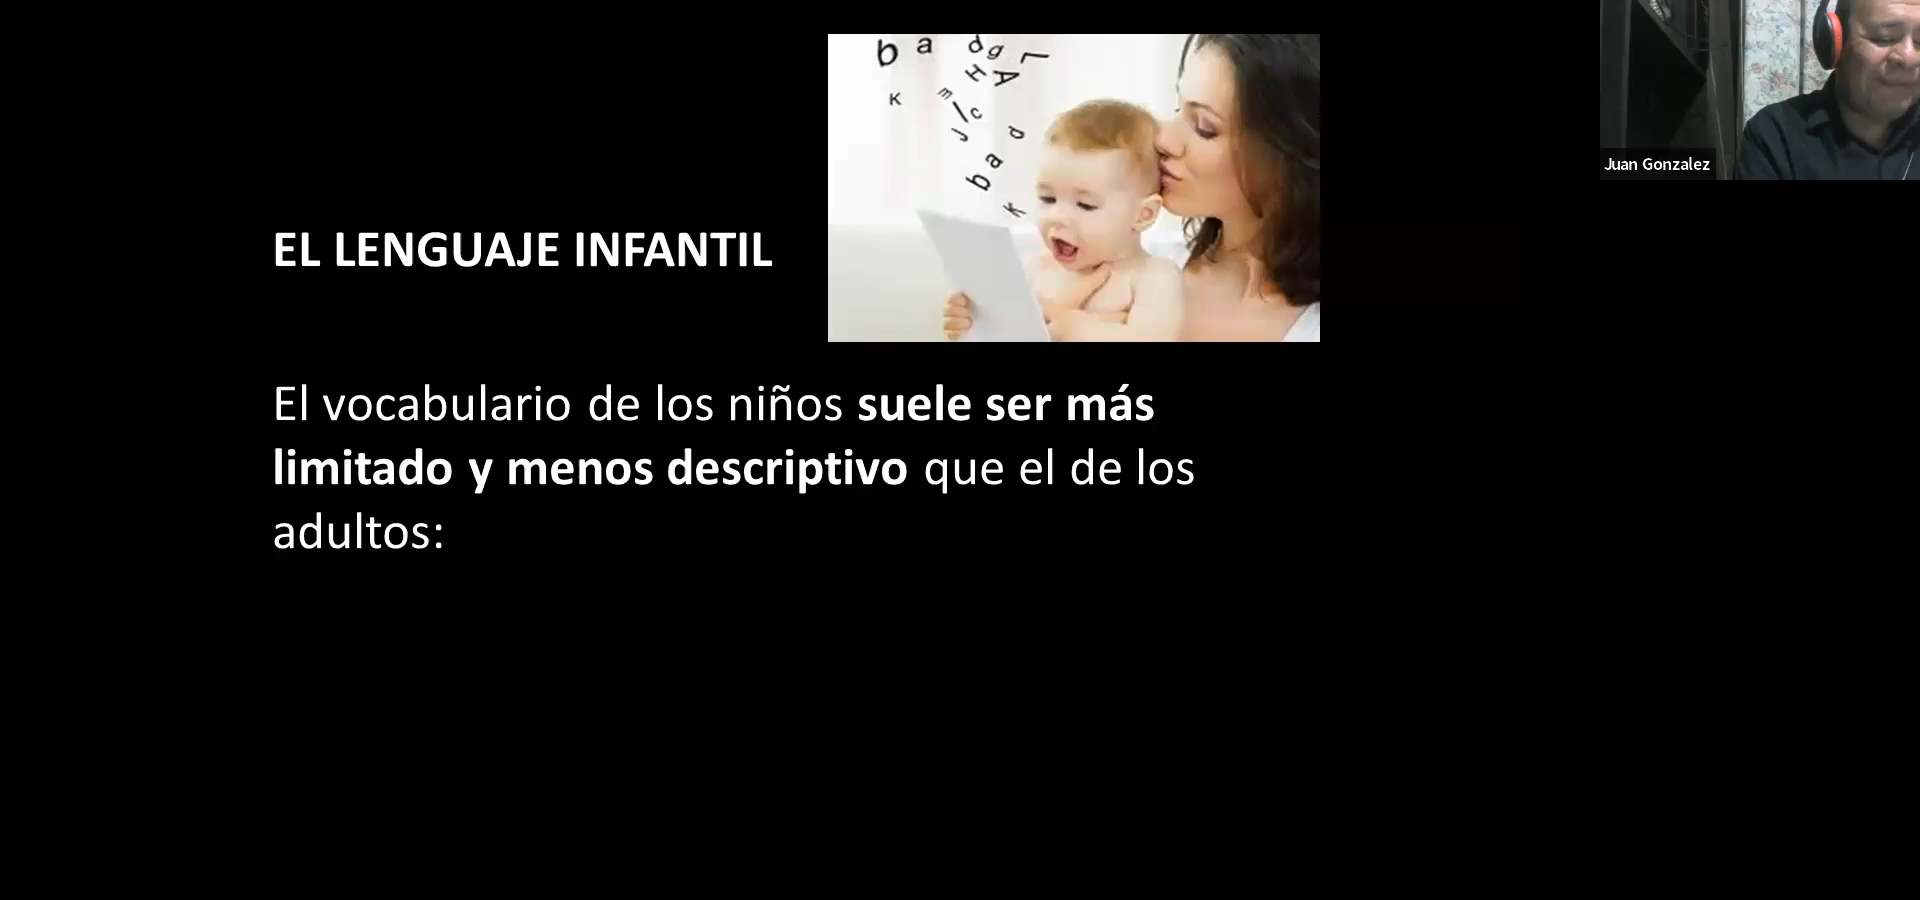 b a d g L
H A
K m / c
J d
b a
K
Juan Gonzalez
EL LENGUAJE INFANTIL
El vocabulario de los niños suele ser más
limitado y menos descriptivo que el de los
adultos: